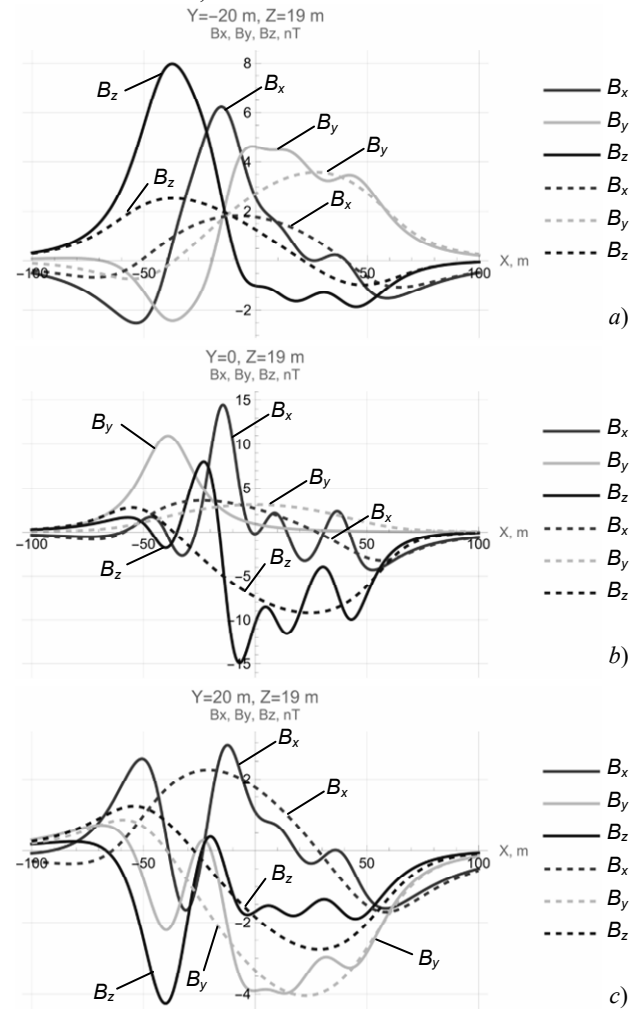 Y=−20 m, Z=19 m
Bx, By, Bz, nT
8
6
4
−2
−100
−50
50
100
X, m
Bz
Bx
By
By
Bz
Bx
Bx
By
Bz
Bx
By
Bz
a)
Y=0, Z=19 m
Bx, By, Bz, nT
15
10
5
−5
−10
−15
−100
−50
50
100
X, m
By
Bx
By
Bx
Bz
Bz
Bx
By
Bz
Bx
By
Bz
b)
Y=20 m, Z=19 m
Bx, By, Bz, nT
2
−2
−4
−100
−50
50
100
X, m
Bx
Bx
Bz
By
Bz
By
Bx
By
Bz
Bx
By
Bz
c)